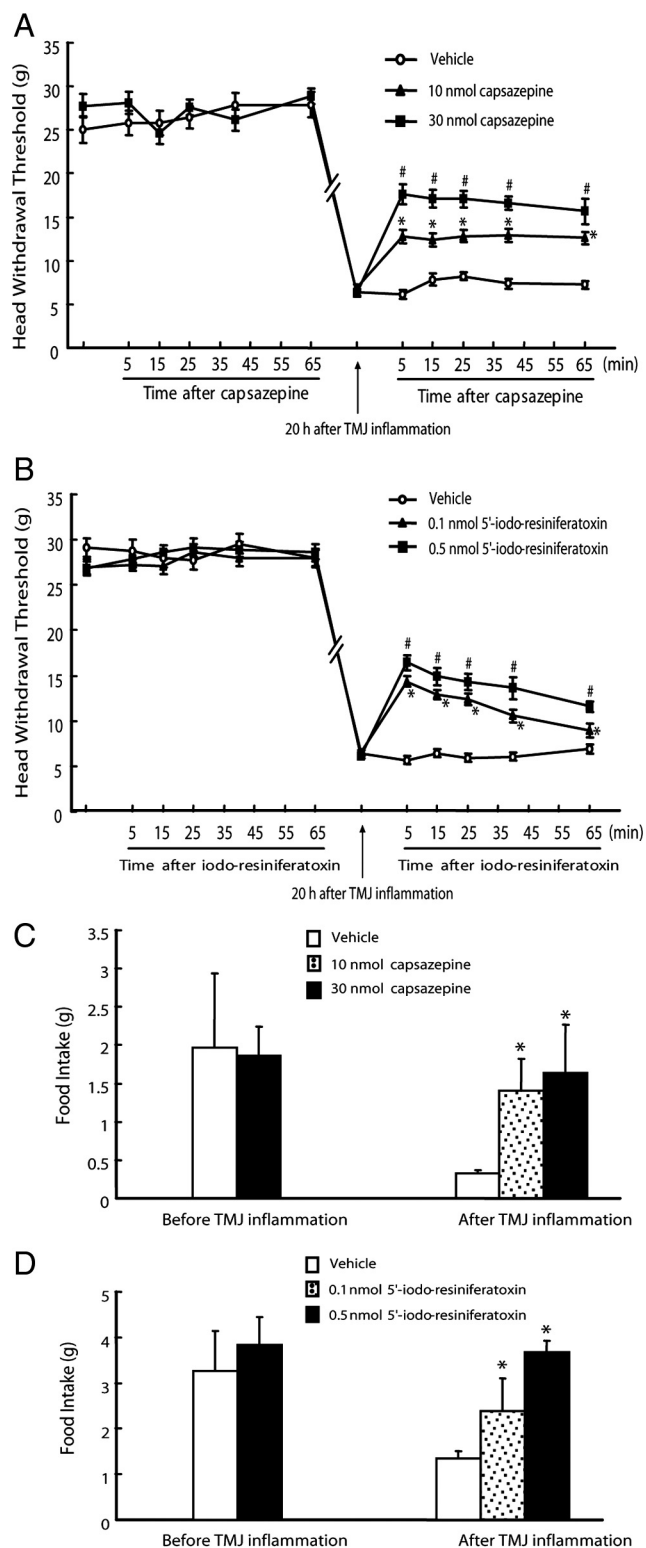 A
Head Withdrawal Threshold (g)
35
30
25
20
15
10
5
0
Vehicle
10 nmol capsazepine
30 nmol capsazepine
# # # # #
* * * * *
5 15 25 35 45 55 65 5 15 25 35 45 55 65 (min)
Time after capsazepine Time after capsazepine
20 h after TMJ inflammation
B
Head Withdrawal Threshold (g)
35
30
25
20
15
10
5
0
Vehicle
0.1 nmol 5'-iodo-resiniferatoxin
0.5 nmol 5'-iodo-resiniferatoxin
# # # # #
* * * * *
5 15 25 35 45 55 65 5 15 25 35 45 55 65 (min)
Time after iodo-resiniferatoxin Time after iodo-resiniferatoxin
20 h after TMJ inflammation
C
Food Intake (g)
3.5
3
2.5
2
1.5
1
0.5
0
Vehicle
10 nmol capsazepine
30 nmol capsazepine
* *
Before TMJ inflammation After TMJ inflammation
D
Food Intake (g)
5
4
3
2
1
0
Vehicle
0.1 nmol 5'-iodo-resiniferatoxin
0.5 nmol 5'-iodo-resiniferatoxin
* *
Before TMJ inflammation After TMJ inflammation